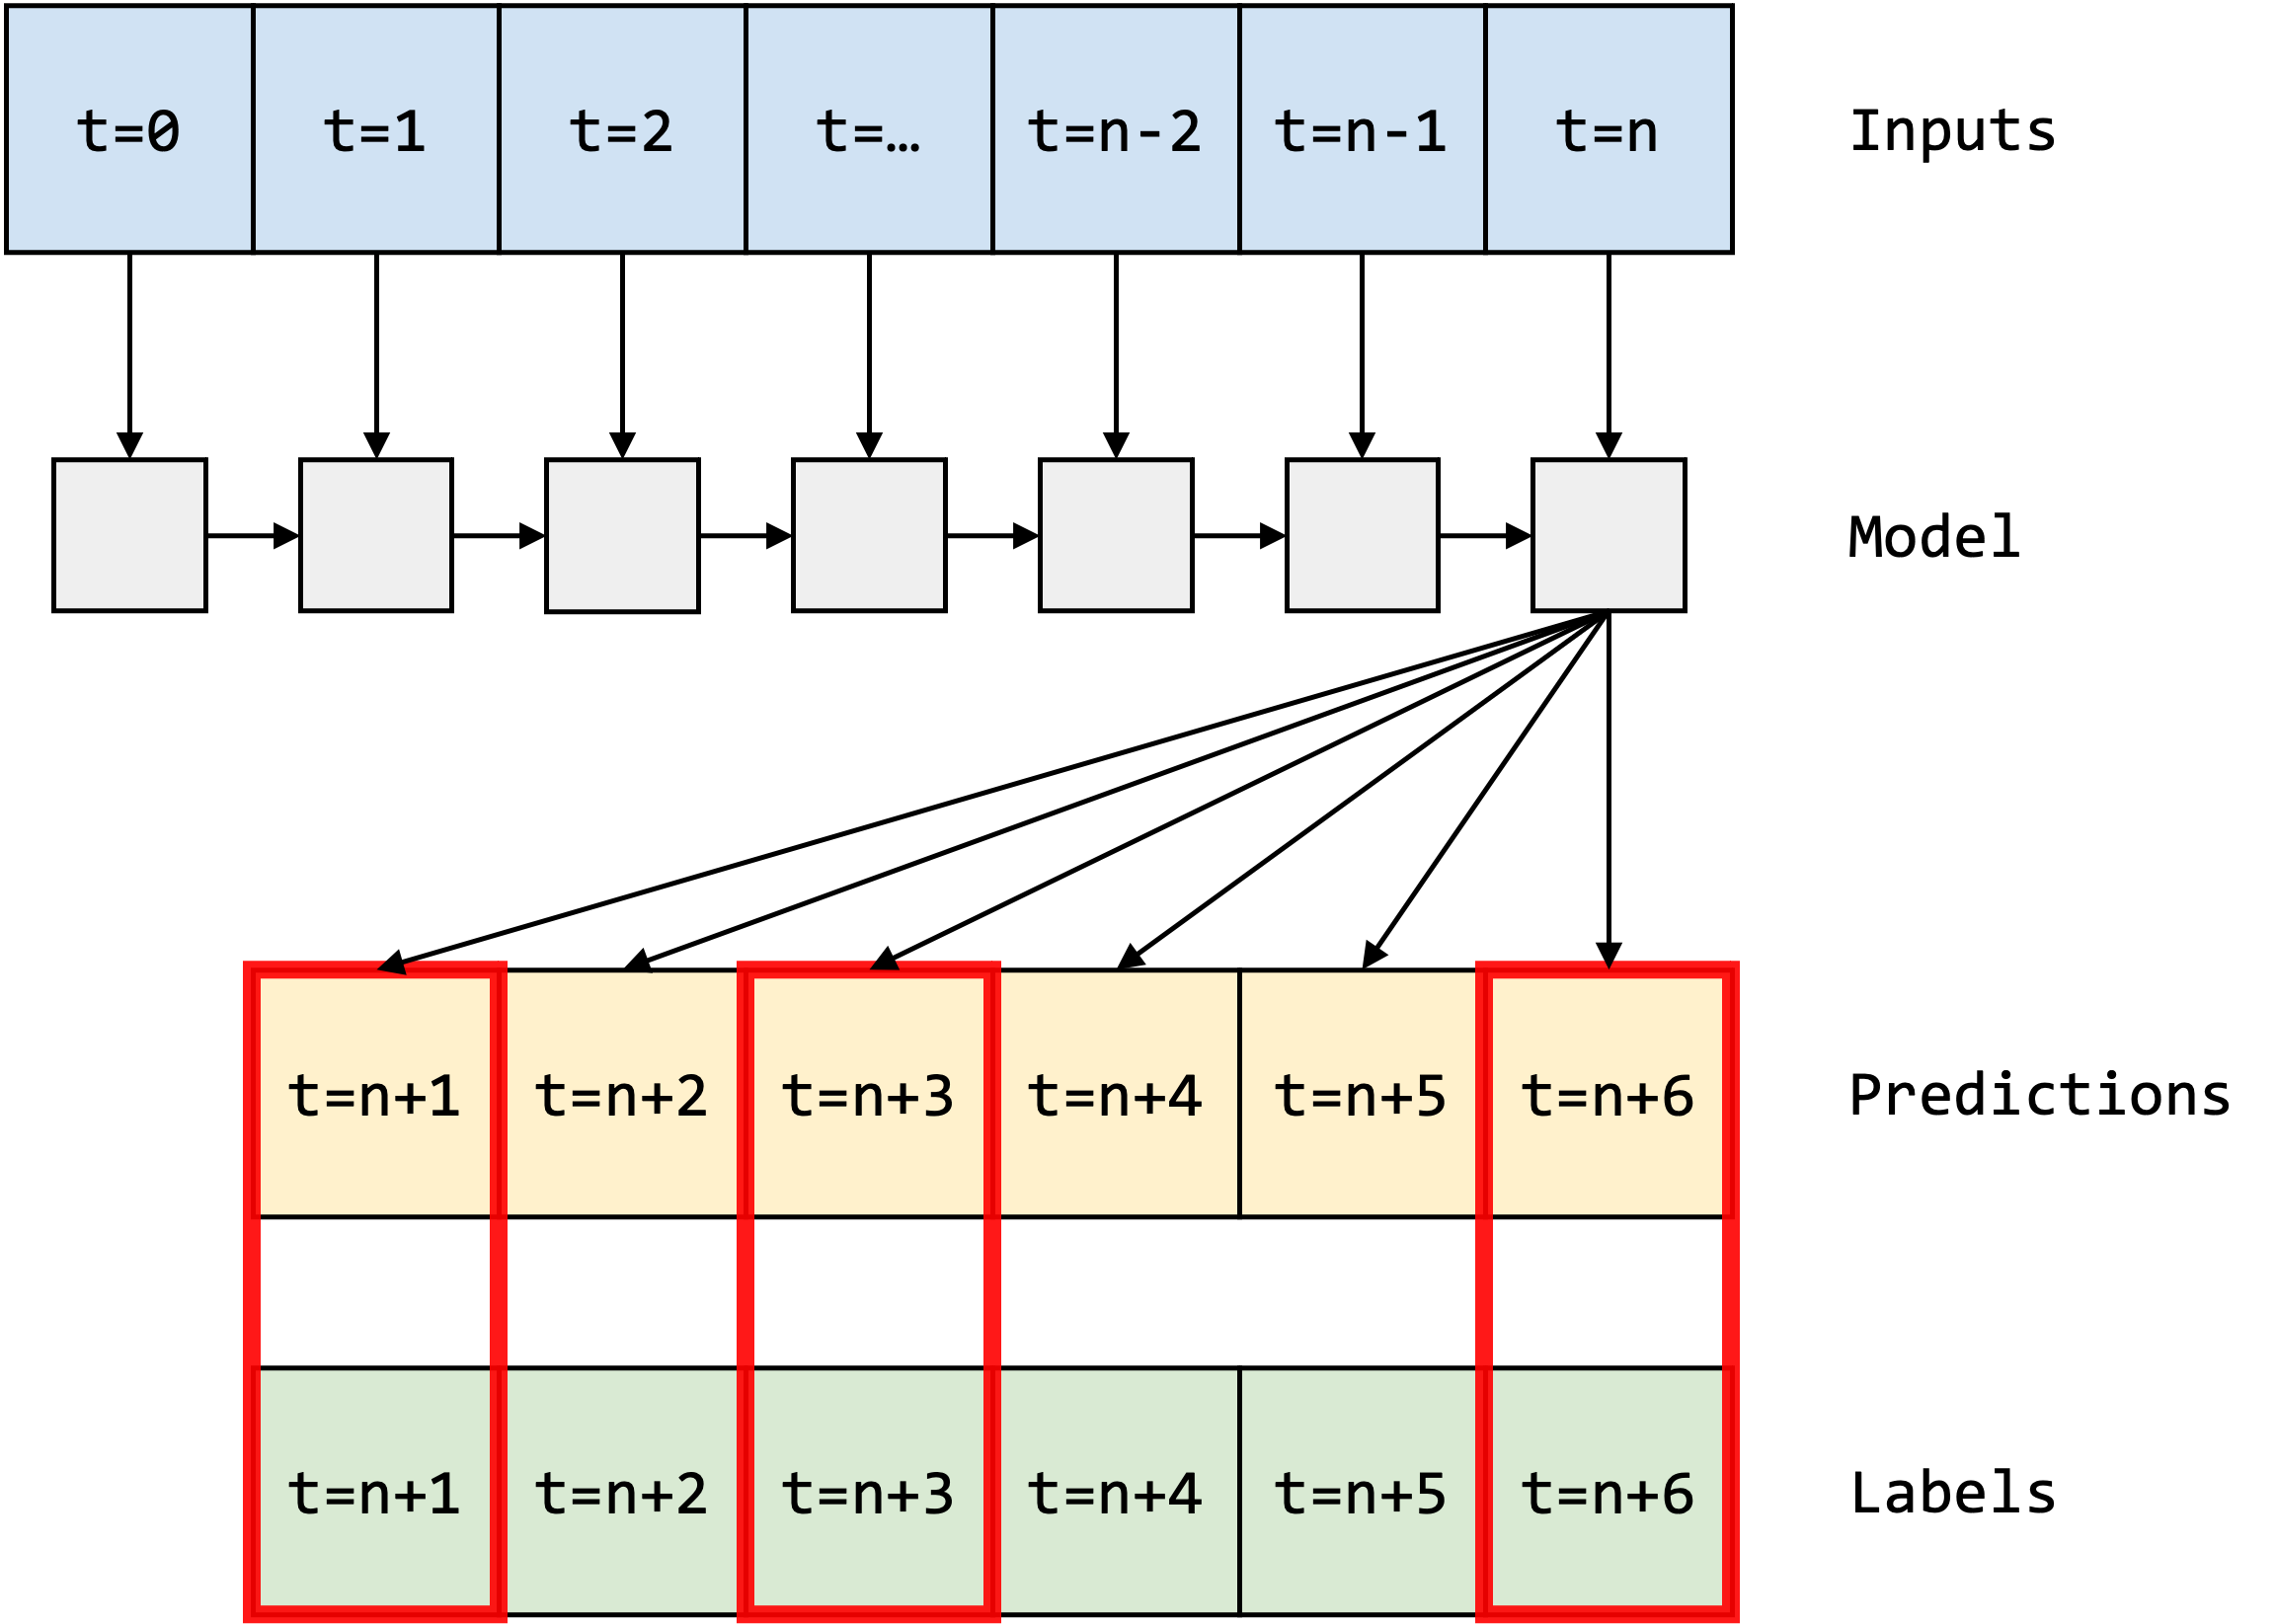 t=0 t=1 t=2 t=… t=n-2 t=n-1 t=n Inputs
Model
t=n+1 t=n+2 t=n+3 t=n+4 t=n+5 t=n+6 Predictions
t=n+1 t=n+2 t=n+3 t=n+4 t=n+5 t=n+6 Labels